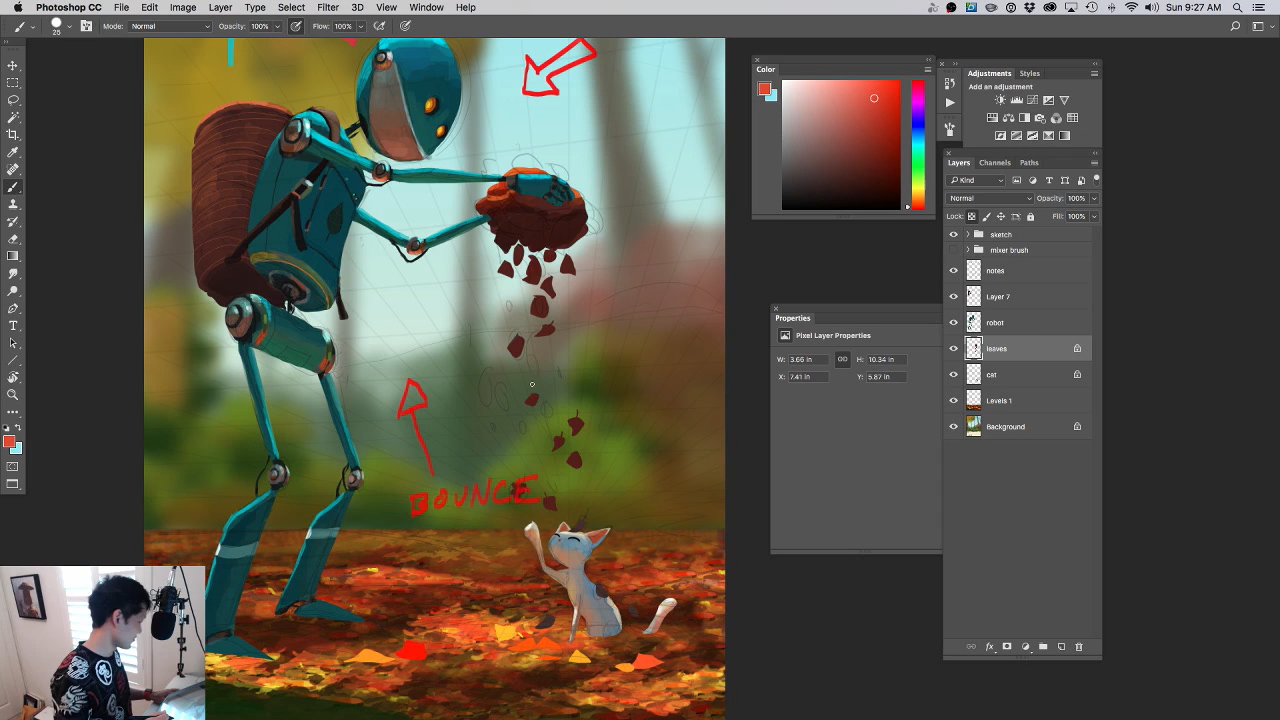 Photoshop CC File Edit Image Layer Type Select Filter 3D View Window Help
Sun 9:27 AM
25 Mode: Normal Opacity: 100% Flow: 100%
Color
Adjustments Styles
Add an adjustment
Layers Channels Paths
Kind
Normal Opacity: 100%
Lock: Fill: 100%
sketch
mixer brush
notes
Layer 7
robot
leaves
cat
Levels 1
Background
Properties
Pixel Layer Properties
W: 3.66 in H: 10.34 in
X: 7.41 in Y: 5.87 in
BOUNCE